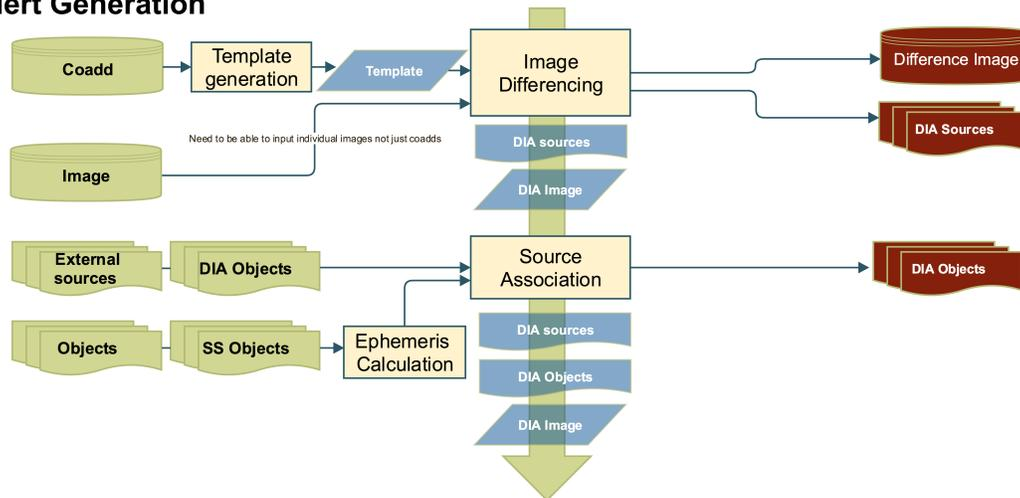 lert Generation
Coadd
Template
generation
Template
Image
Differencing
Difference Image
DIA Sources
Need to be able to input individual images not just coadds
DIA sources
Image
DIA Image
External
sources
DIA Objects
Source
Association
DIA Objects
DIA sources
Objects
SS Objects
Ephemeris
Calculation
DIA Objects
DIA Image